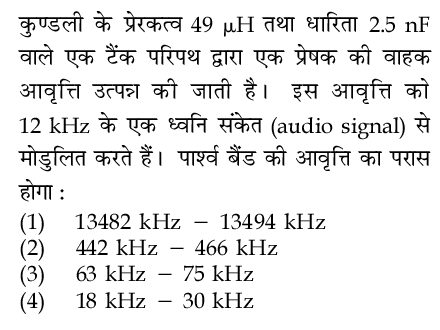 कुण्डली के प्रेरकत्व 49 μH तथा धारिता 2.5 nF
वाले एक टैंक परिपथ द्वारा एक प्रेषक की वाहक
आवृत्ति उत्पन्न की जाती है। इस आवृत्ति को
12 kHz के एक ध्वनि संकेत (audio signal) से
मोडुलित करते हैं। पार्श्व बैंड की आवृत्ति का परास
होगा :
(1) 13482 kHz − 13494 kHz
(2) 442 kHz − 466 kHz
(3) 63 kHz − 75 kHz
(4) 18 kHz − 30 kHz